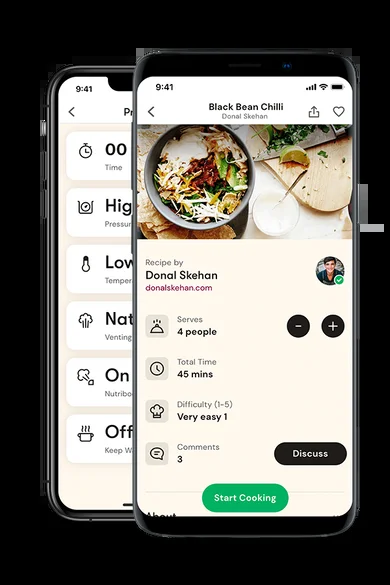 9:41
Pr
00
Time
Hig
Pressur
Low
Temper
Nat
Venting
On
Nutribo
Off
Keep Wa
9:41
Black Bean Chilli
Donal Skehan
Recipe by
Donal Skehan
donalskehan.com
Serves
4 people
Total Time
45 mins
Difficulty (1-5)
Very easy 1
Comments
3
Discuss
Start Cooking
About